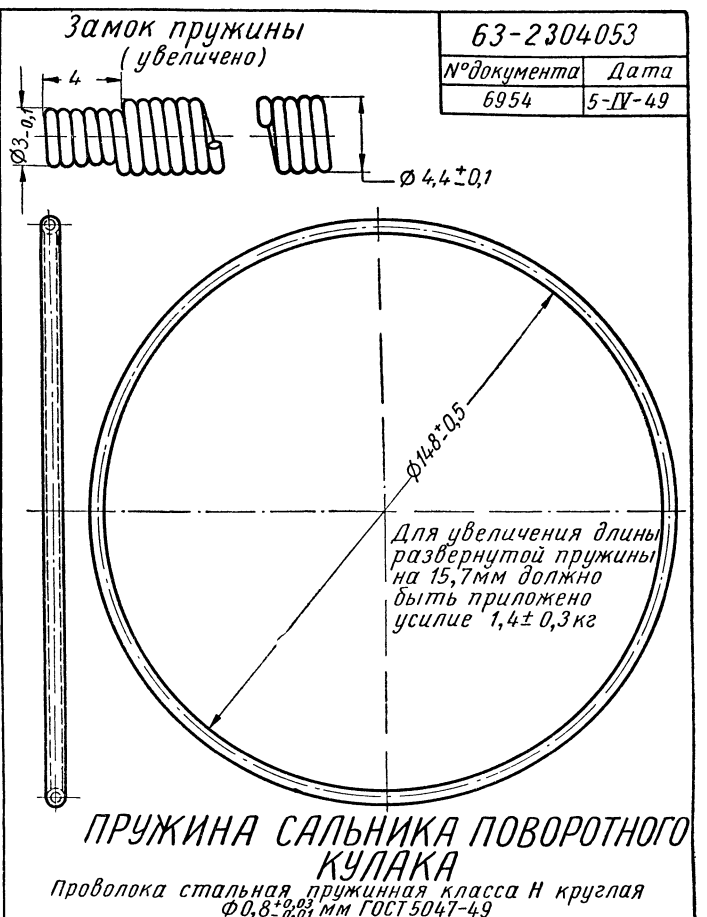 Замок пружины
(увеличено)
63-2304053
№документа Дата
6954 5-IV-49
4
Ø3-0,1
Ø4,4±0,1
Ø148±0,5
Для увеличения длины
развернутой пружины
на 15,7мм должно
быть приложено
усилие 1,4±0,3кг
ПРУЖИНА САЛЬНИКА ПОВОРОТНОГО
КУЛАКА
Проволока стальная пружинная класса Н круглая
Ø0,8+0,03-0,01 мм ГОСТ 5047-49